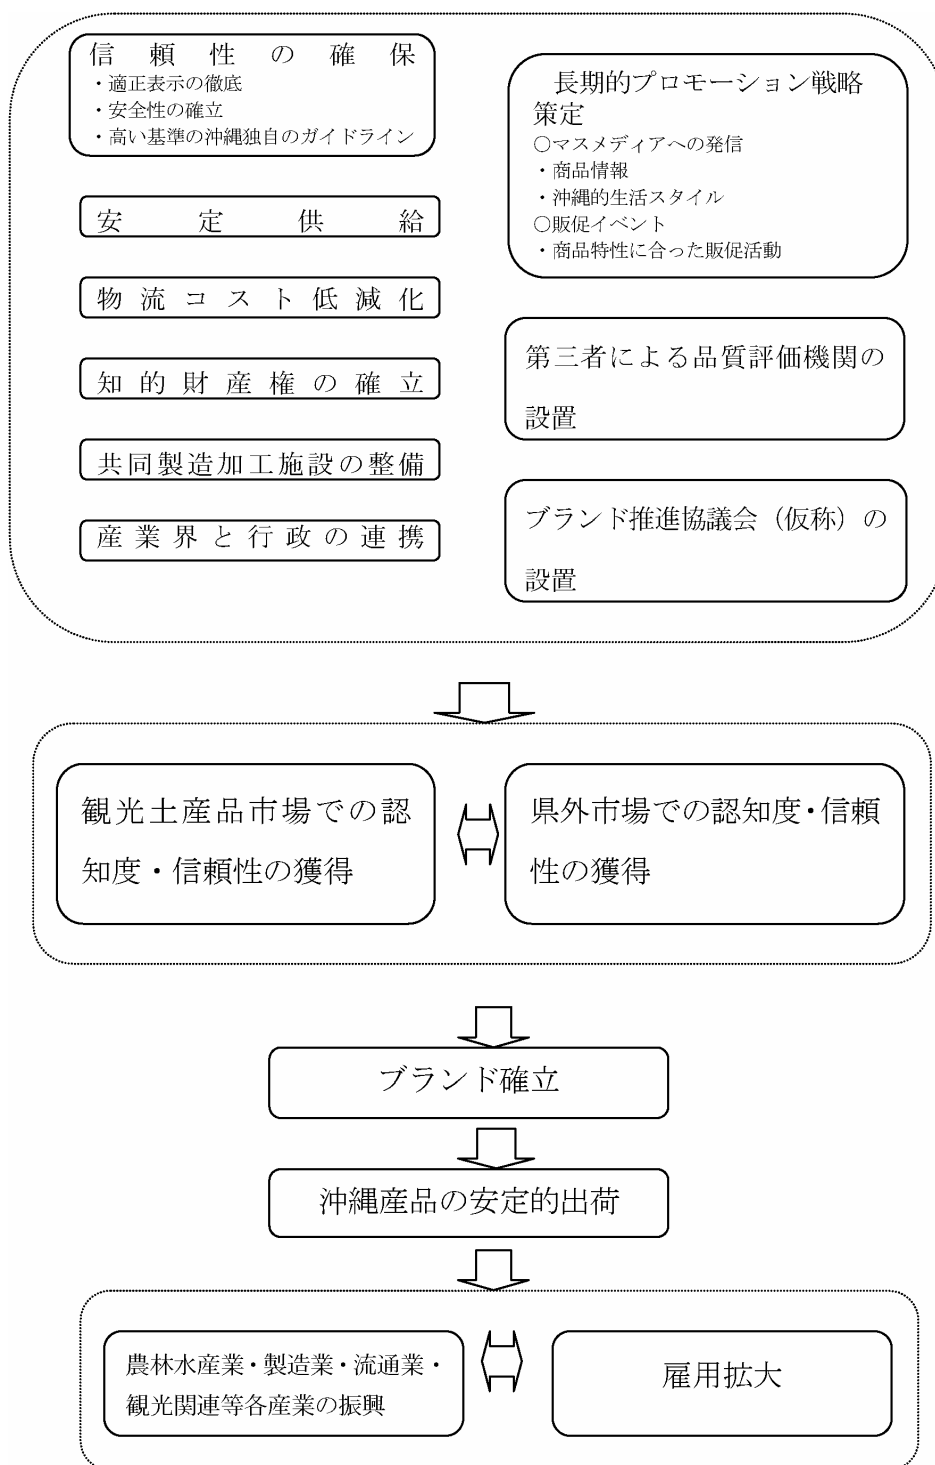 信頼性の確保
・適正表示の徹底
・安全性の確立
・高い基準の沖縄独自のガイドライン
安定供給
物流コスト低減化
知的財産権の確立
共同製造加工施設の整備
産業界と行政の連携
長期的プロモーション戦略
策定
○マスメディアへの発信
・商品情報
・沖縄的生活スタイル
○販促イベント
・商品特性に合った販促活動
第三者による品質評価機関の
設置
ブランド推進協議会（仮称）の
設置
観光土産品市場での認
知度・信頼性の獲得
県外市場での認知度・信頼
性の獲得
ブランド確立
沖縄産品の安定的出荷
農林水産業・製造業・流通業・
観光関連等各産業の振興
雇用拡大